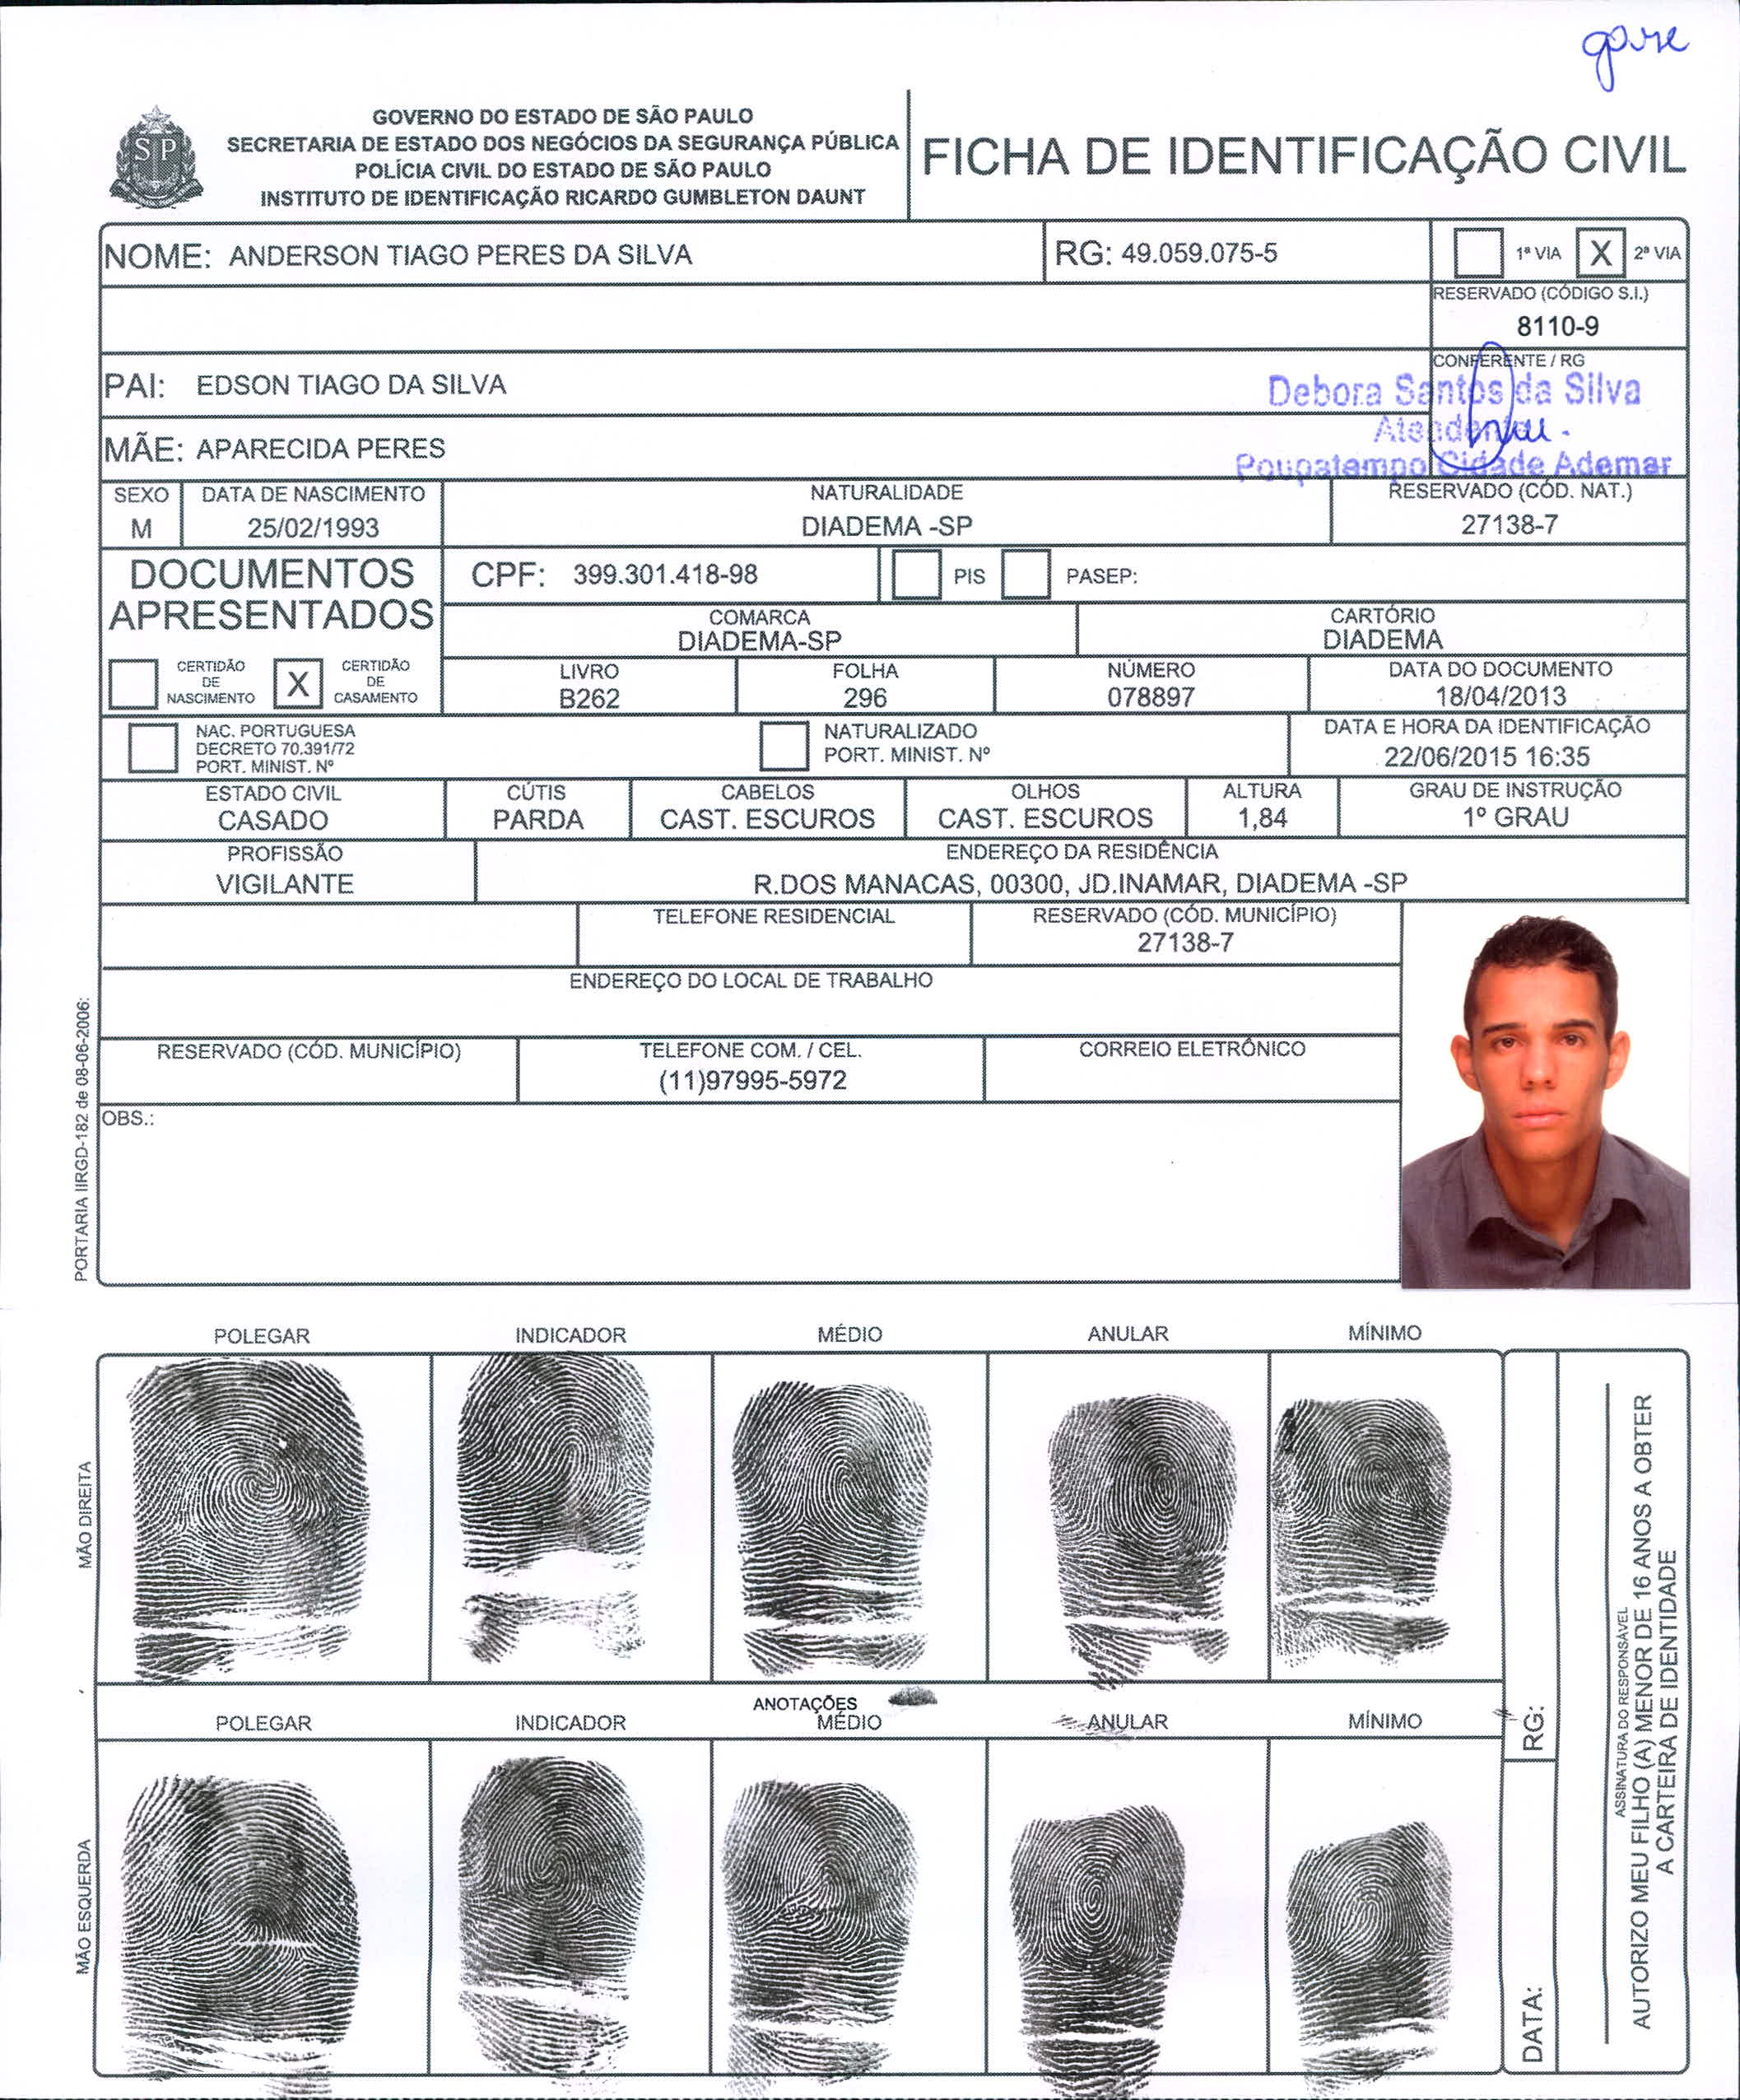 gare
GOVERNO DO ESTADO DE SÃO PAULO
SECRETARIA DE ESTADO DOS NEGÓCIOS DA SEGURANÇA PÚBLICA
POLÍCIA CIVIL DO ESTADO DE SÃO PAULO
INSTITUTO DE IDENTIFICAÇÃO RICARDO GUMBLETON DAUNT
SP
FICHA DE IDENTIFICAÇÃO CIVIL
NOME: ANDERSON TIAGO PERES DA SILVA
RG: 49.059.075-5
1ª VIA X 2ª VIA
RESERVADO (CÓDIGO S.I.)
8110-9
PAI: EDSON TIAGO DA SILVA
CONFERENTE / RG
Debora Santos da Silva
Atendente -
Poupatempo Cidade Ademar
MÃE: APARECIDA PERES
SEXO
M
DATA DE NASCIMENTO
25/02/1993
NATURALIDADE
DIADEMA -SP
RESERVADO (CÓD. NAT.)
27138-7
DOCUMENTOS
APRESENTADOS
CPF: 399.301.418-98
PIS
PASEP:
COMARCA
DIADEMA-SP
CARTÓRIO
DIADEMA
CERTIDÃO
DE
NASCIMENTO
X
CERTIDÃO
DE
CASAMENTO
LIVRO
B262
FOLHA
296
NÚMERO
078897
DATA DO DOCUMENTO
18/04/2013
NAC. PORTUGUESA
DECRETO 70.391/72
PORT. MINIST. Nº
NATURALIZADO
PORT. MINIST. Nº
DATA E HORA DA IDENTIFICAÇÃO
22/06/2015 16:35
ESTADO CIVIL
CASADO
CÚTIS
PARDA
CABELOS
CAST. ESCUROS
OLHOS
CAST. ESCUROS
ALTURA
1,84
GRAU DE INSTRUÇÃO
1º GRAU
PROFISSÃO
VIGILANTE
ENDEREÇO DA RESIDÊNCIA
R.DOS MANACAS, 00300, JD.INAMAR, DIADEMA -SP
TELEFONE RESIDENCIAL
RESERVADO (CÓD. MUNICÍPIO)
27138-7
ENDEREÇO DO LOCAL DE TRABALHO
RESERVADO (CÓD. MUNICÍPIO)
TELEFONE COM. / CEL.
(11)97995-5972
CORREIO ELETRÔNICO
OBS.:
PORTARIA IIRGD-182 de 08-06-2006:
POLEGAR INDICADOR MÉDIO ANULAR MÍNIMO
MÃO DIREITA
ANOTAÇÕES
POLEGAR INDICADOR MÉDIO ANULAR MÍNIMO
MÃO ESQUERDA
RG:
DATA:
ASSINATURA DO RESPONSÁVEL
AUTORIZO MEU FILHO (A) MENOR DE 16 ANOS A OBTER
A CARTEIRA DE IDENTIDADE